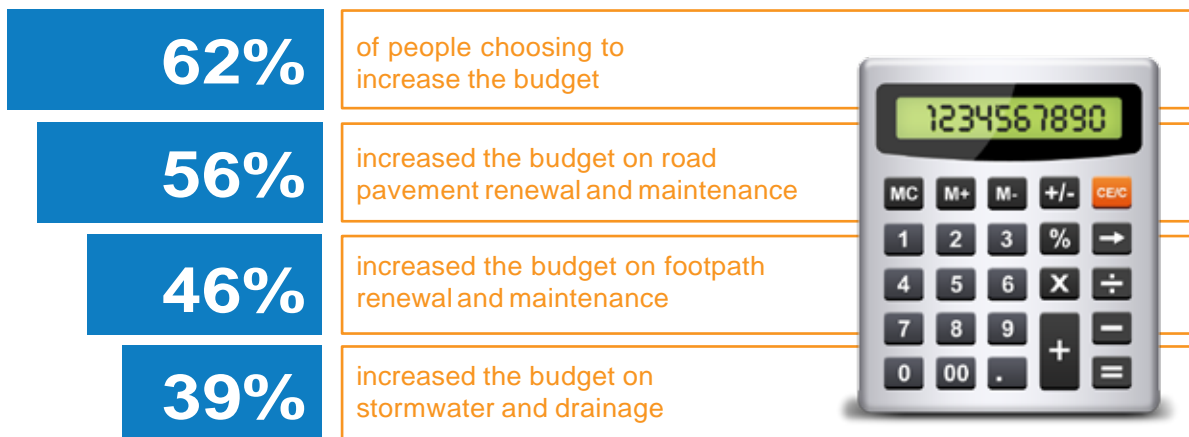 62%
of people choosing to
increase the budget
56%
increased the budget on road
pavement renewal and maintenance
46%
increased the budget on footpath
renewal and maintenance
39%
increased the budget on
stormwater and drainage
1234567890
MC M+ M- +/- CE/C
1 2 3 % →
4 5 6 X ÷
7 8 9 + −
0 00 . =